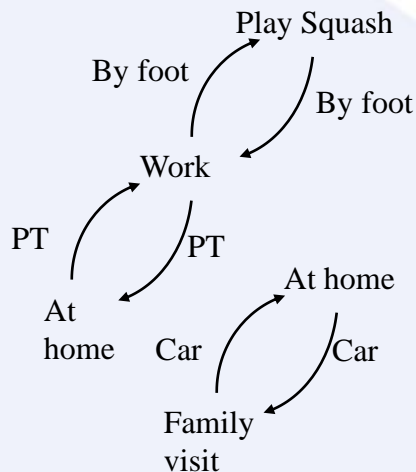 Play Squash
By foot
By foot
Work
PT
PT
At
home
At home
Car
Car
Family
visit